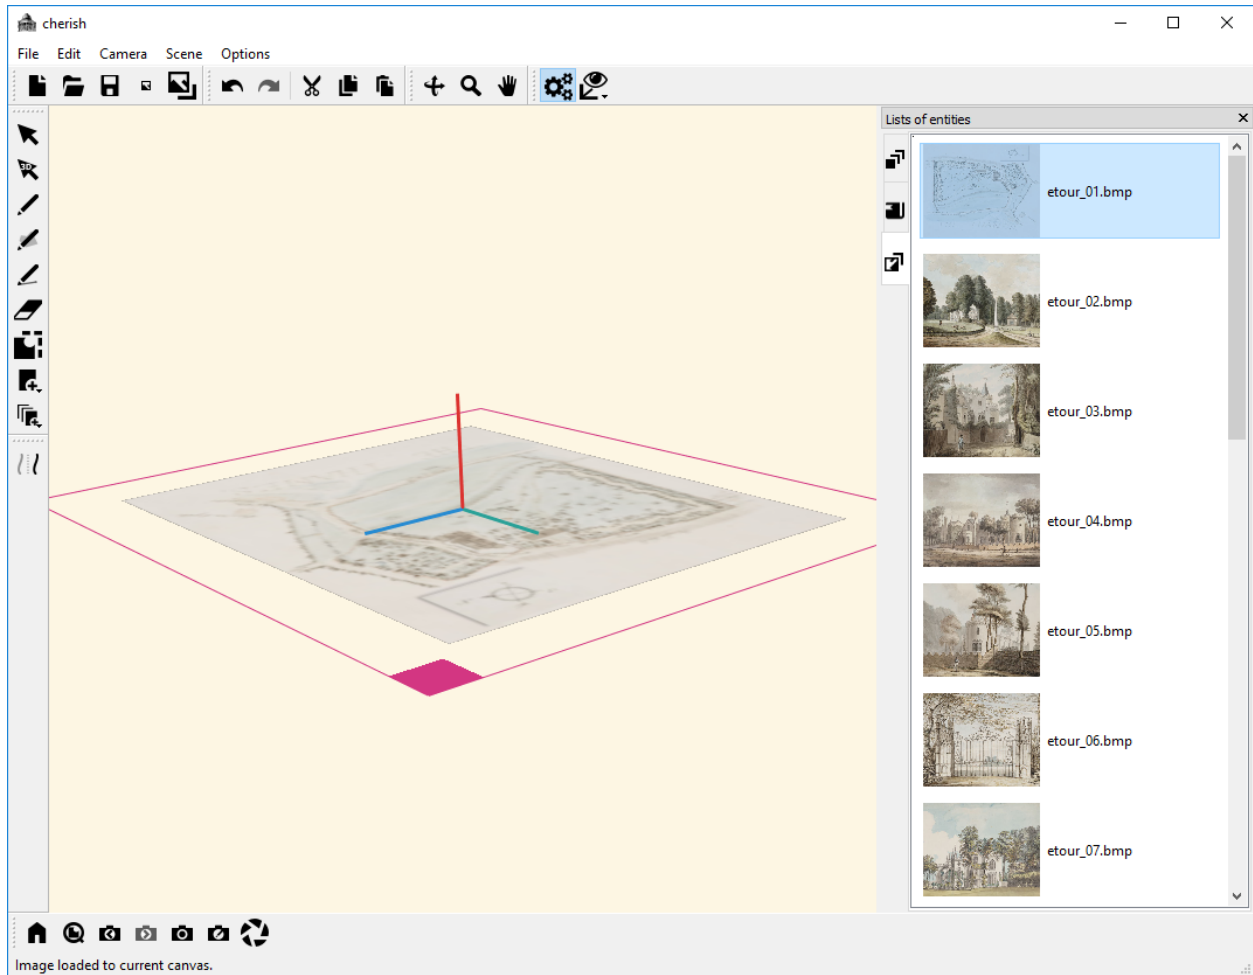 cherish
File Edit Camera Scene Options
Lists of entities
3D
etour_01.bmp
etour_02.bmp
etour_03.bmp
etour_04.bmp
etour_05.bmp
etour_06.bmp
etour_07.bmp
Image loaded to current canvas.